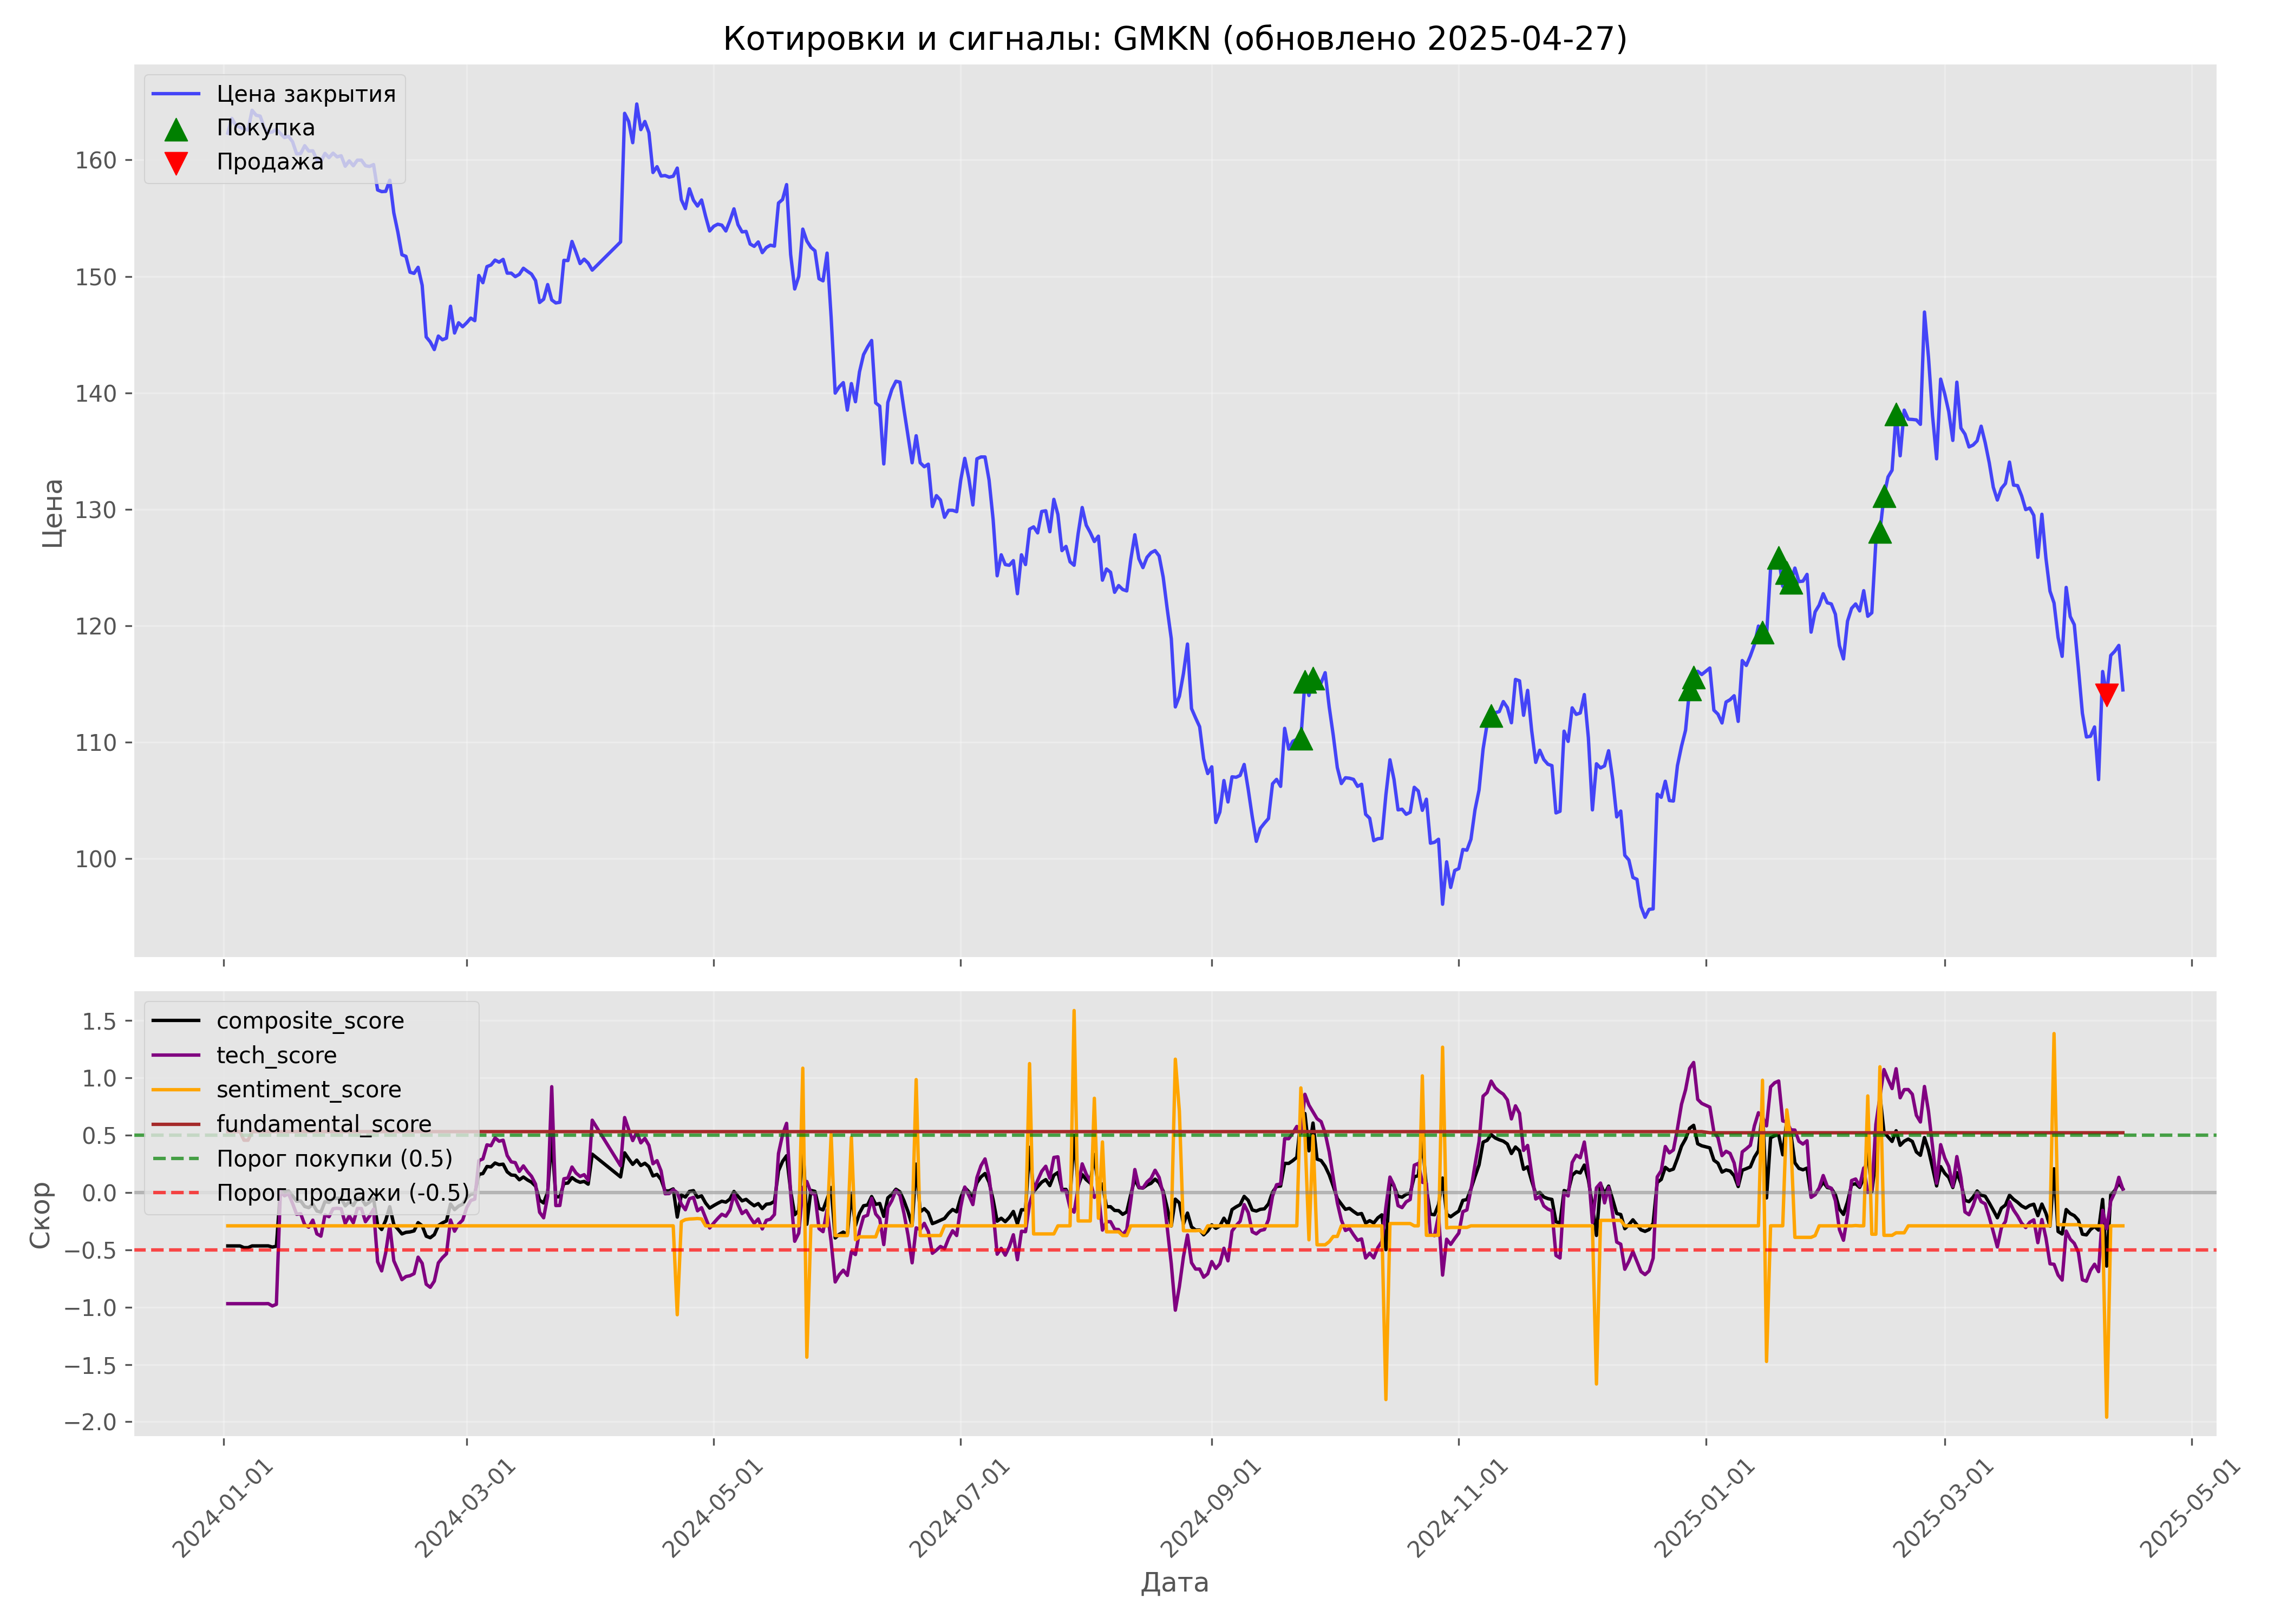 Котировки и сигналы: GMKN (обновлено 2025-04-27)
Цена закрытия
Покупка
Продажа
Цена
160
150
140
130
120
110
100
composite_score
tech_score
sentiment_score
fundamental_score
Порог покупки (0.5)
Порог продажи (-0.5)
Скор
1.5
1.0
0.5
0.0
−0.5
−1.0
−1.5
−2.0
2024-01-01
2024-03-01
2024-05-01
2024-07-01
2024-09-01
2024-11-01
2025-01-01
2025-03-01
2025-05-01
Дата